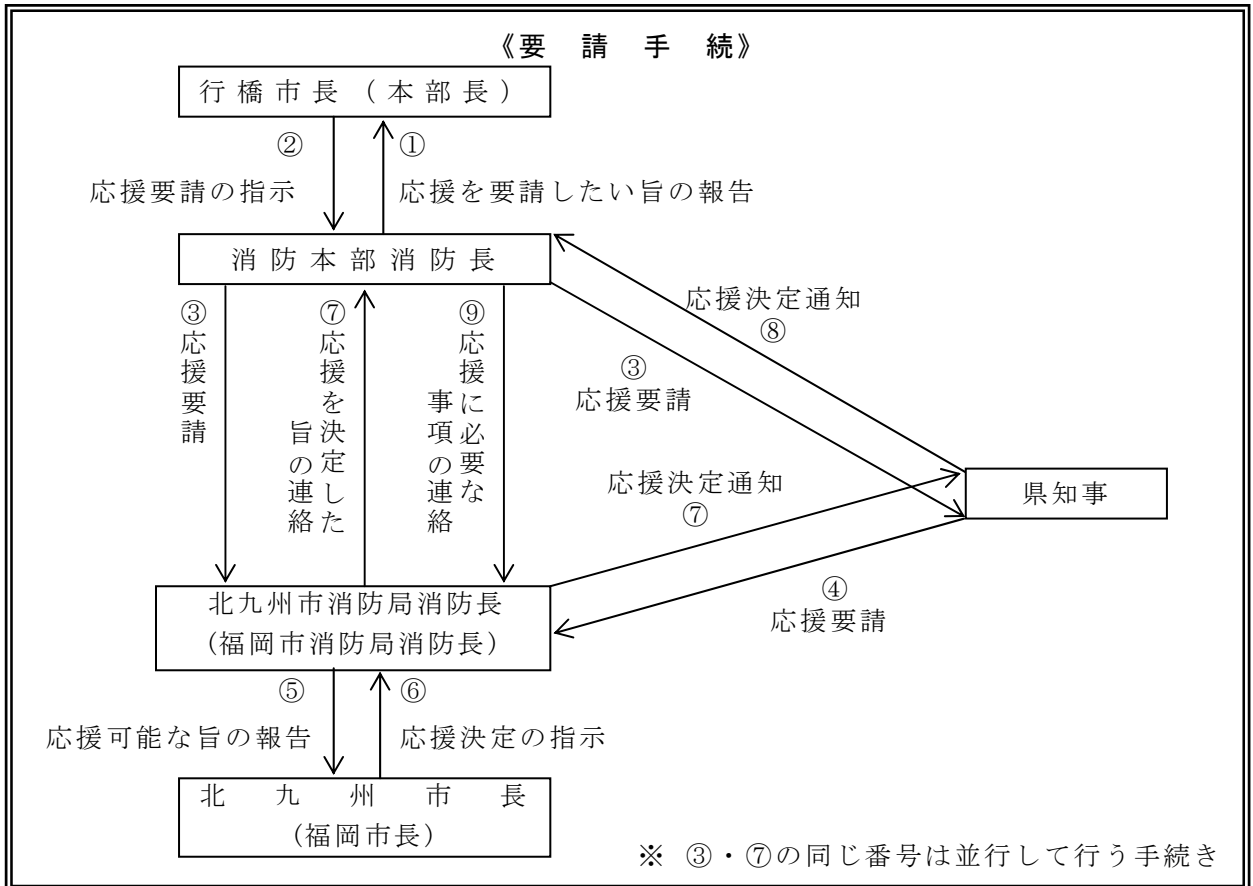 《要 請 手 続》
行橋市長（本部長）
② ①
応援要請の指示 応援を要請したい旨の報告
消防本部消防長
③応援要請
⑦応援を決定した
旨の連絡
⑨応援に必要な
事項の連絡
応援決定通知
⑧
③
応援要請
応援決定通知
⑦
県知事
④
応援要請
北九州市消防局消防長
(福岡市消防局消防長)
⑤ ⑥
応援可能な旨の報告 応援決定の指示
北九州市長
(福岡市長)
※ ③・⑦の同じ番号は並行して行う手続き